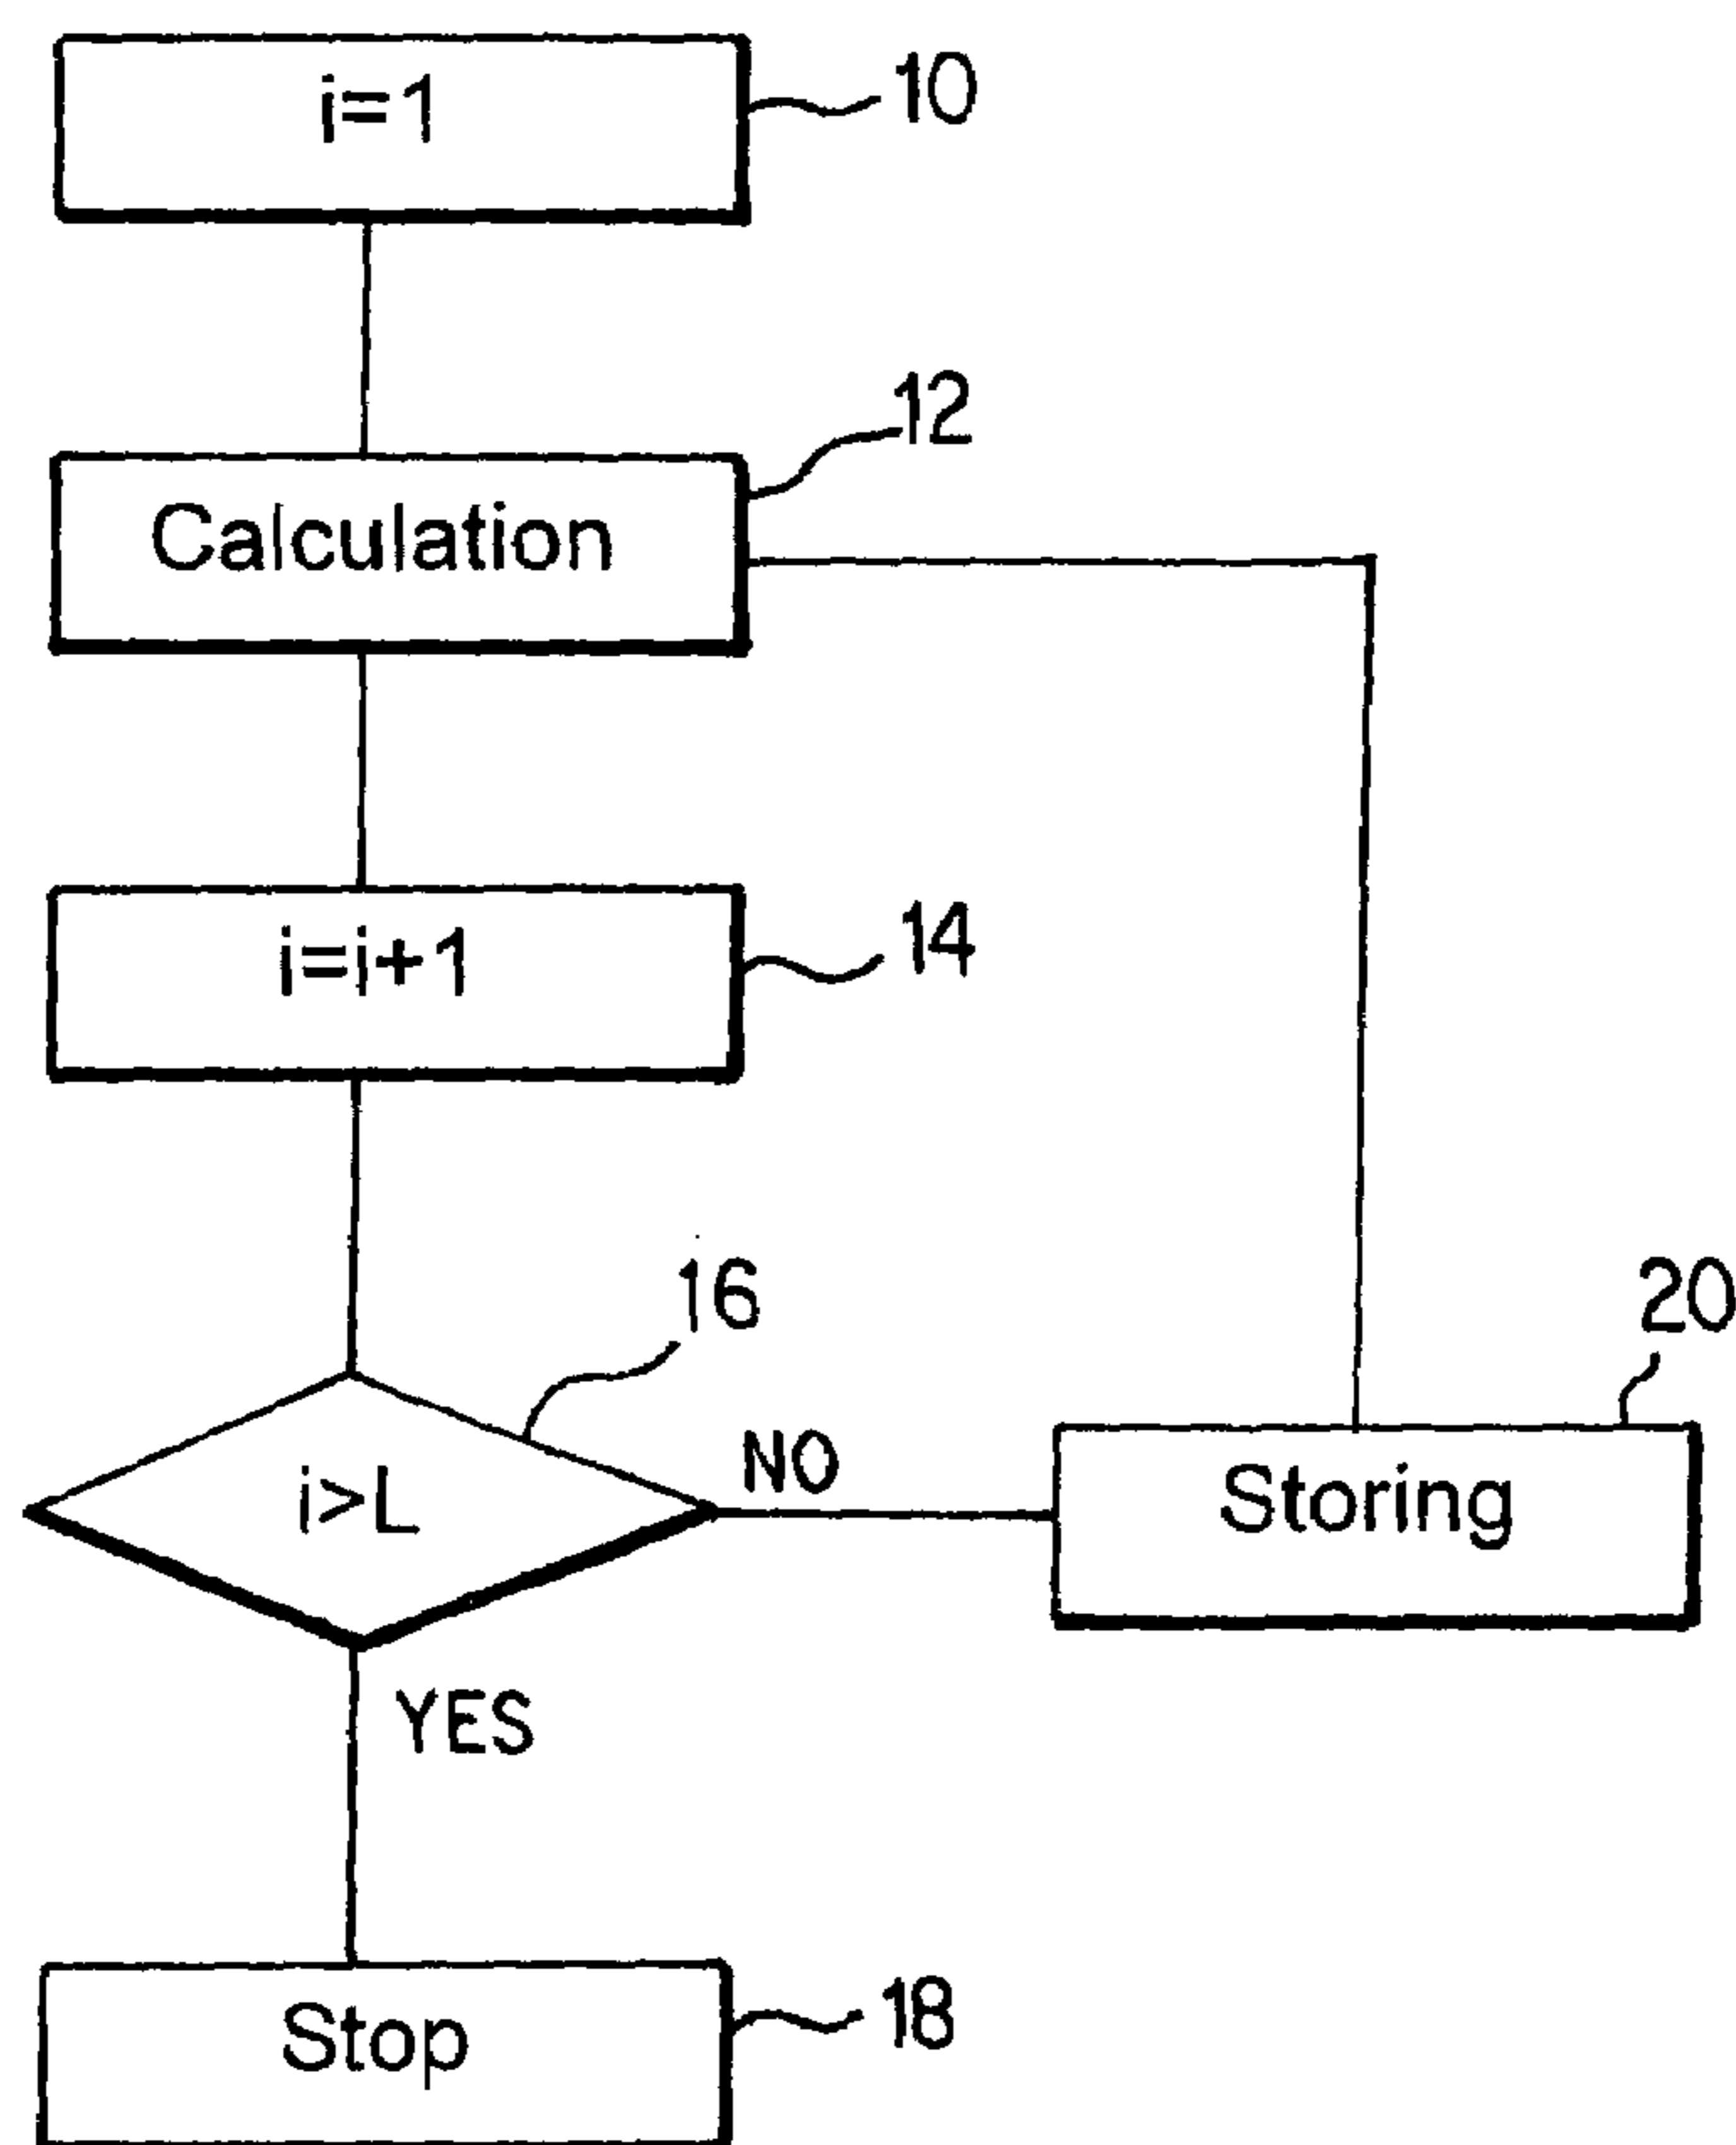 i=1
10
12
Calculation
i=i+1
14
16
20
i>L
NO
Storing
YES
Stop
18